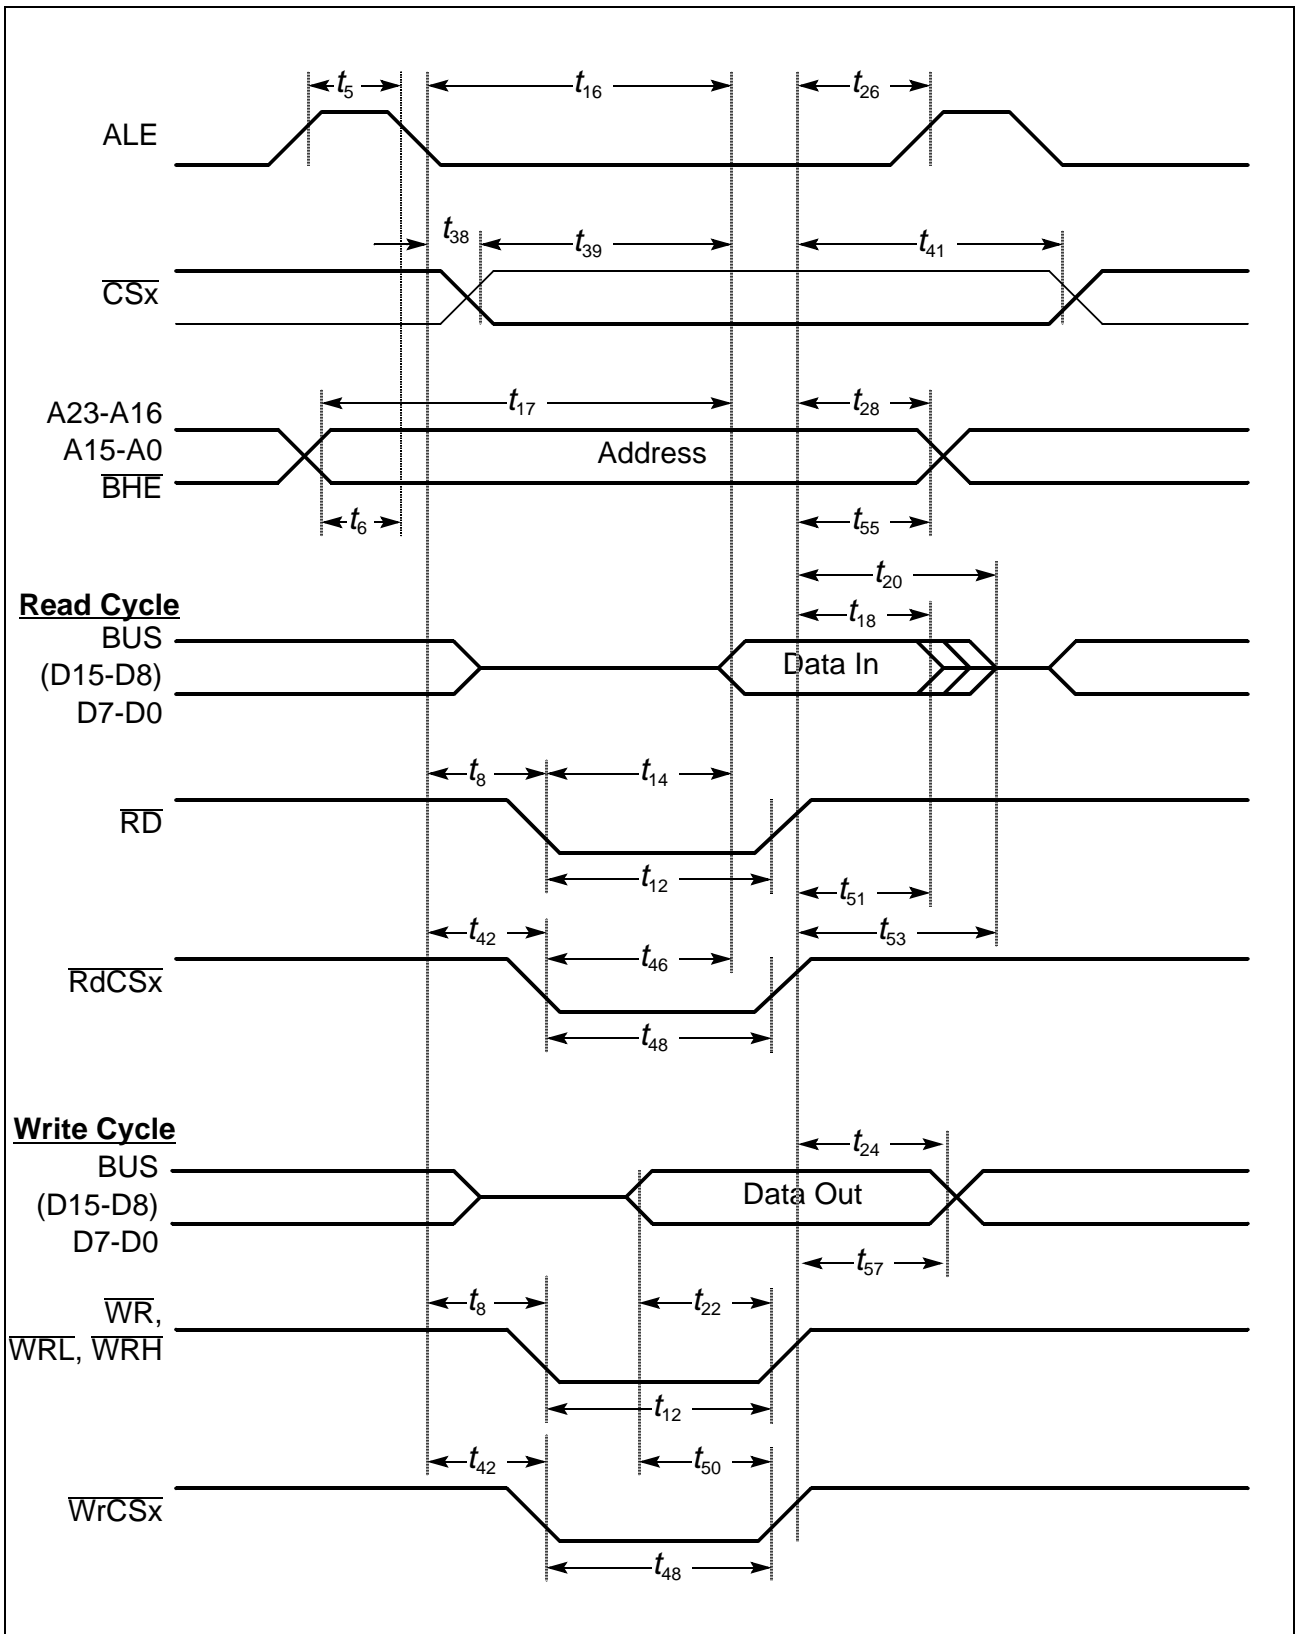 t5 t16 t26
ALE
t38 t39 t41
CSx
t17 t28
A23-A16
A15-A0
BHE
Address
t6 t55
t20
Read Cycle
t18
BUS
(D15-D8)
D7-D0
Data In
t8 t14
RD
t12 t51
t42 t53
t46
RdCSx
t48
Write Cycle
t24
BUS
(D15-D8)
D7-D0
Data Out
t57
t8 t22
WR,
WRL, WRH
t12
t42 t50
WrCSx
t48